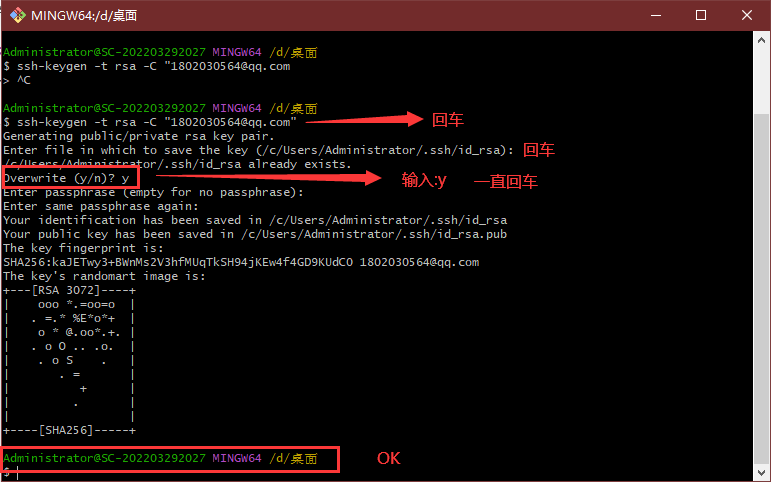 MINGW64:/d/桌面
Administrator@SC-202203292027 MINGW64 /d/桌面
$ ssh-keygen -t rsa -C "1802030564@qq.com
> ^C
Administrator@SC-202203292027 MINGW64 /d/桌面
$ ssh-keygen -t rsa -C "1802030564@qq.com" 回车
Generating public/private rsa key pair.
Enter file in which to save the key (/c/Users/Administrator/.ssh/id_rsa): 回车
/c/Users/Administrator/.ssh/id_rsa already exists.
Overwrite (y/n)? y 输入:y 一直回车
Enter passphrase (empty for no passphrase):
Enter same passphrase again:
Your identification has been saved in /c/Users/Administrator/.ssh/id_rsa
Your public key has been saved in /c/Users/Administrator/.ssh/id_rsa.pub
The key fingerprint is:
SHA256:kaJETwy3+BWnMs2V3hfMUqTkSH94jKEw4f4GD9KUdC0 1802030564@qq.com
The key's randomart image is:
+---[RSA 3072]----+
|    ooo *.=oo=o  |
|   . =.* %E*o*+  |
|    o * @.oo*.+. |
|   . o O .. .o.  |
|    . o S    .   |
|       . =       |
|          +      |
|         .       |
|                 |
+----[SHA256]-----+
Administrator@SC-202203292027 MINGW64 /d/桌面 OK
$